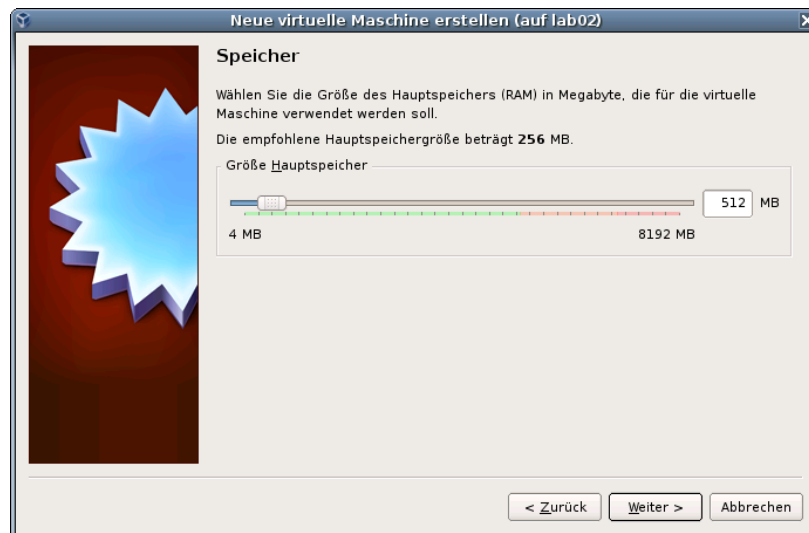 Neue virtuelle Maschine erstellen (auf lab02)
Speicher
Wählen Sie die Größe des Hauptspeichers (RAM) in Megabyte, die für die virtuelle
Maschine verwendet werden soll.
Die empfohlene Hauptspeichergröße beträgt 256 MB.
Größe Hauptspeicher
512 MB
4 MB 8192 MB
< Zurück Weiter > Abbrechen